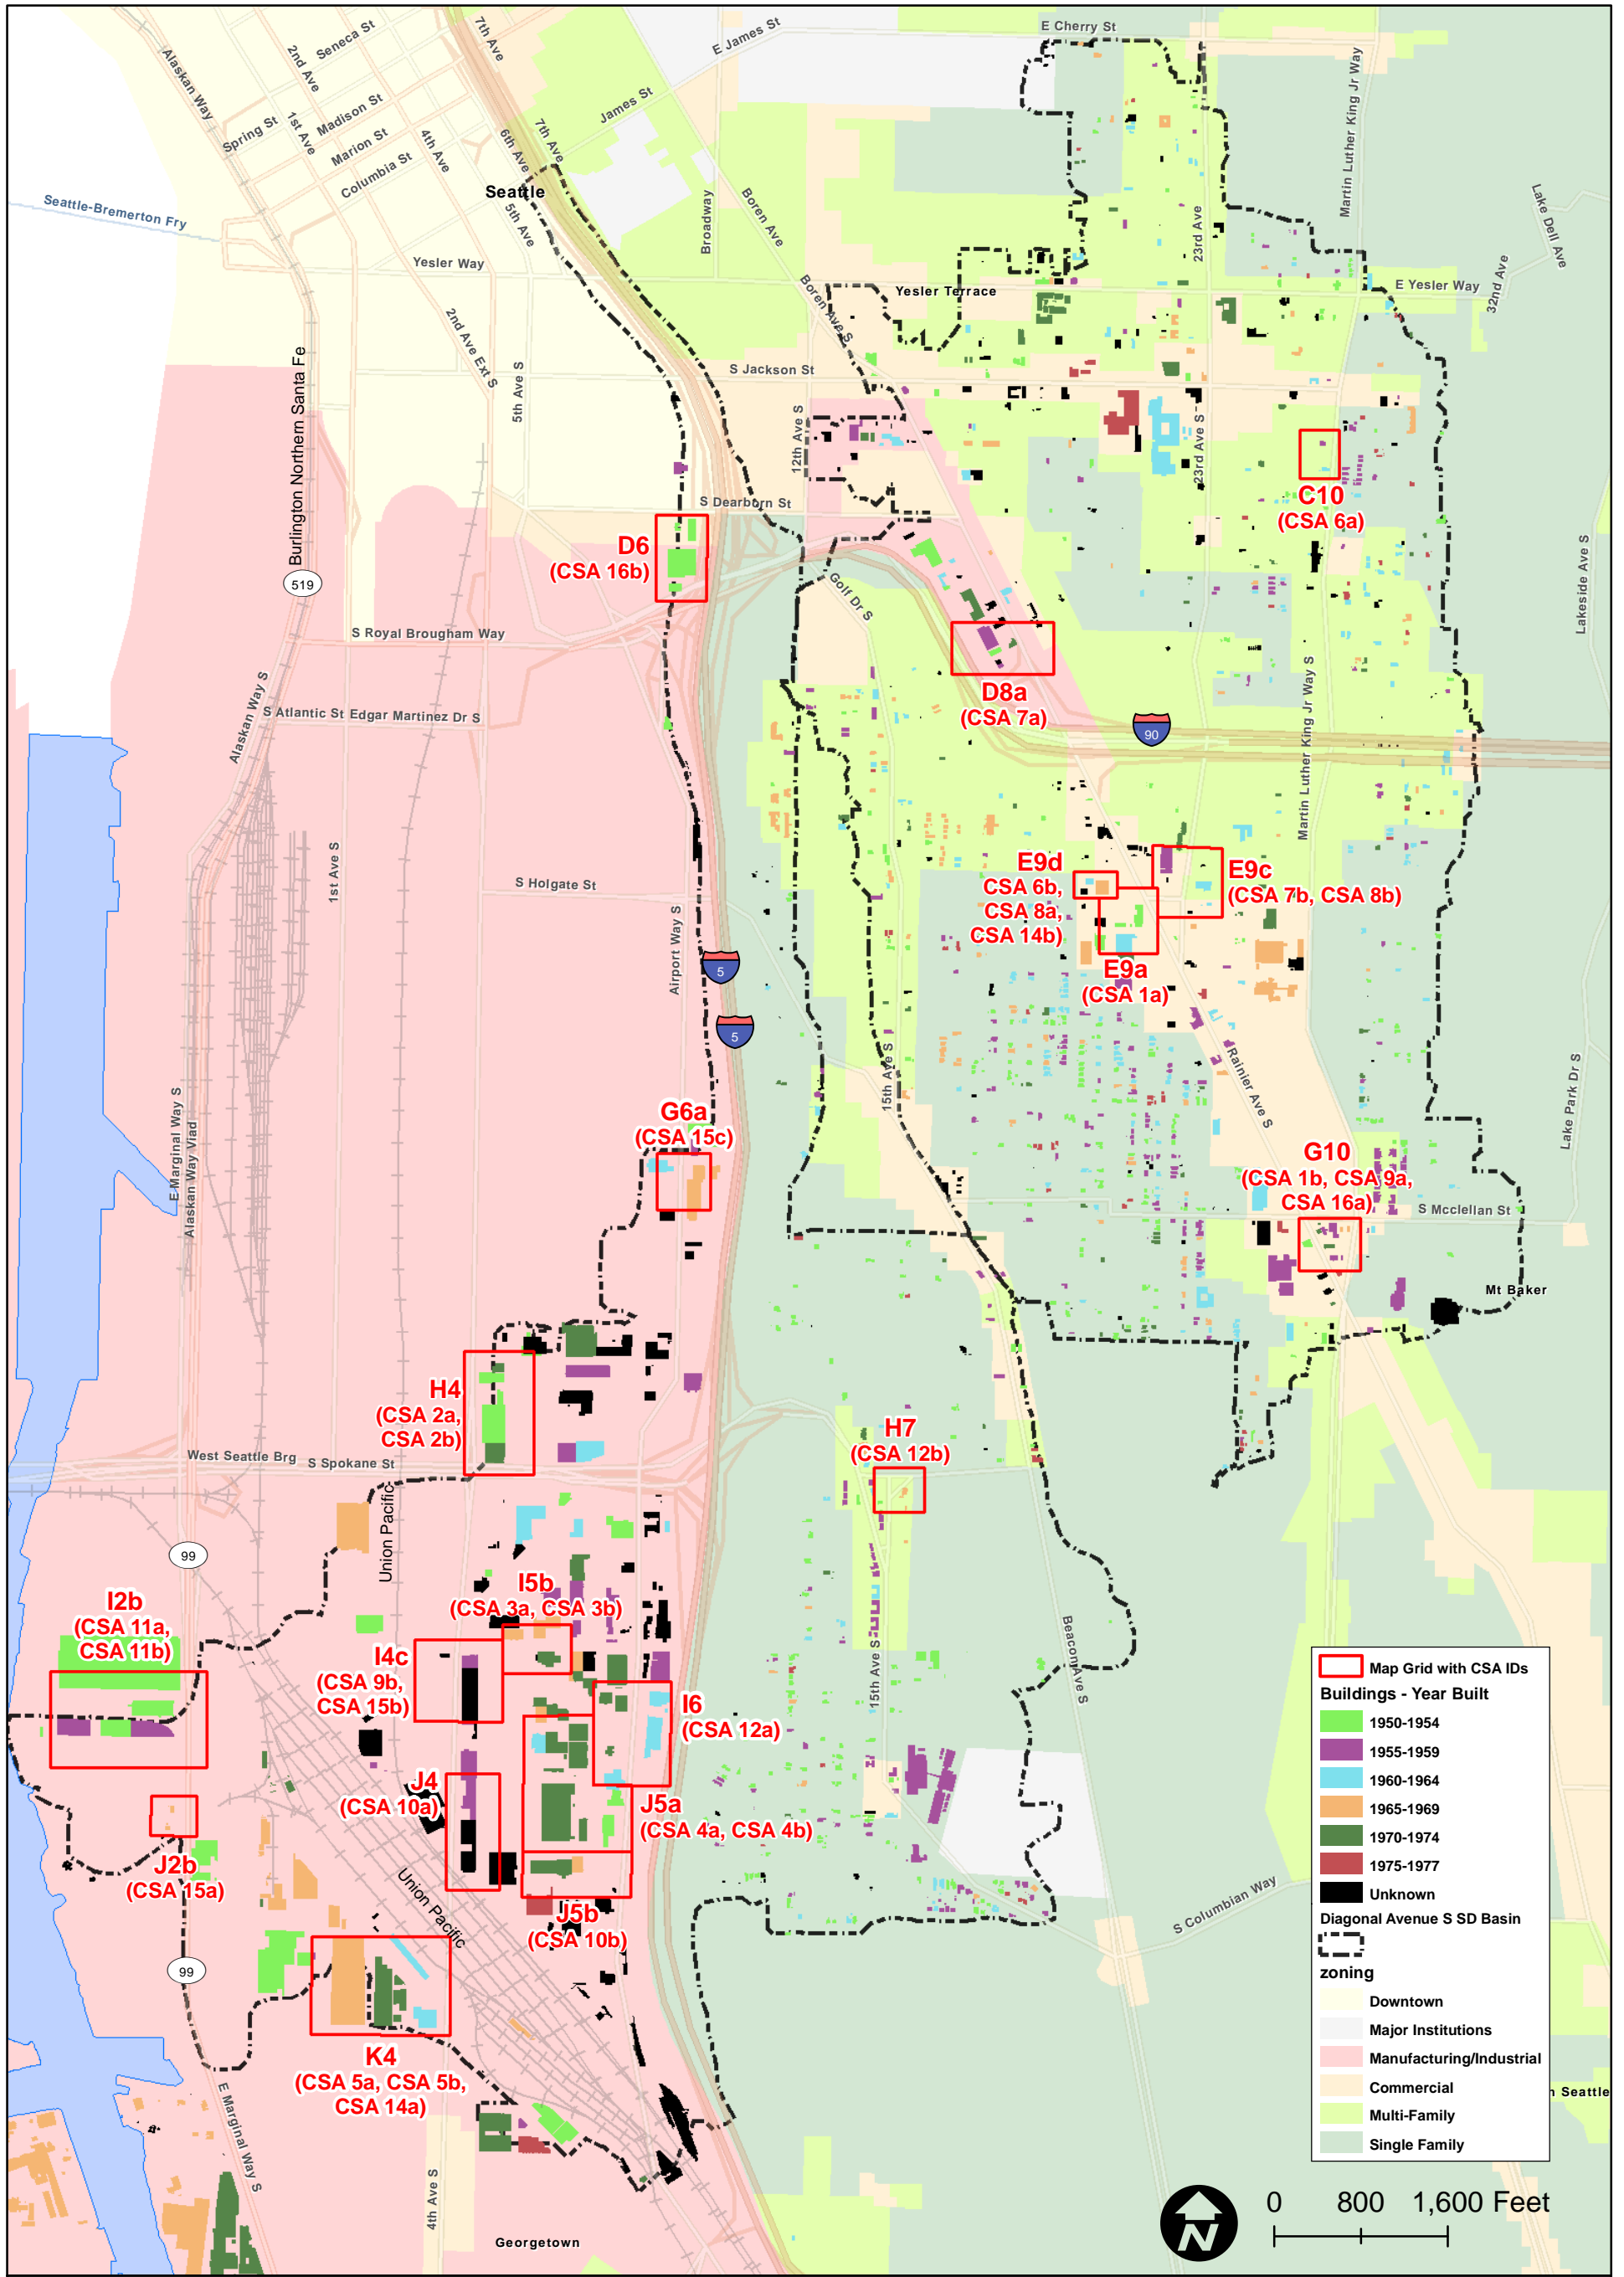 7th Ave
Seneca St
2nd Ave
Alaskan Way
E James St
E Cherry St
Martin Luther King Jr Way
Madison St
1st Ave
Spring St
Marion St
4th Ave
6th Ave
7th Ave
James St
Columbia St
Seattle
5th Ave
Seattle-Bremerton Fry
Broadway
Boren Ave
23rd Ave
Lake Dell Ave
Yesler Way
Boren Ave S
Yesler Terrace
E Yesler Way
32nd Ave
2nd Ave Ext S
5th Ave S
S Jackson St
Burlington Northern Santa Fe
12th Ave S
23rd Ave S
C10
(CSA 6a)
S Dearborn St
D6
(CSA 16b)
519
Golf Dr S
Lakeside Ave S
S Royal Brougham Way
D8a
(CSA 7a)
Alaskan Way S
S Atlantic St
Edgar Martinez Dr S
90
Martin Luther King Jr Way S
1st Ave S
S Holgate St
E9d
CSA 6b,
CSA 8a,
CSA 14b)
E9c
(CSA 7b, CSA 8b)
Airport Way S
5
E9a
(CSA 1a)
5
15th Ave S
Rainier Ave S
Lake Park Dr S
E Marginal Way S
Alaskan Way Viad
G6a
(CSA 15c)
G10
(CSA 1b, CSA 9a,
CSA 16a)
S Mcclellan St
Mt Baker
H4
(CSA 2a,
CSA 2b)
H7
(CSA 12b)
West Seattle Brg
S Spokane St
Union Pacific
99
I2b
(CSA 11a,
CSA 11b)
I5b
(CSA 3a, CSA 3b)
I4c
(CSA 9b,
CSA 15b)
15th Ave S
Beacon Ave S
I6
(CSA 12a)
J4
(CSA 10a)
J5a
(CSA 4a, CSA 4b)
J2b
(CSA 15a)
Union Pacific
J5b
(CSA 10b)
S Columbian Way
99
K4
(CSA 5a, CSA 5b,
CSA 14a)
E Marginal Way S
4th Ave S
Georgetown
Map Grid with CSA IDs
Buildings - Year Built
1950-1954
1955-1959
1960-1964
1965-1969
1970-1974
1975-1977
Unknown
Diagonal Avenue S SD Basin
zoning
Downtown
Major Institutions
Manufacturing/Industrial
Commercial
Multi-Family
Single Family
n Seattle
N
0 800 1,600 Feet